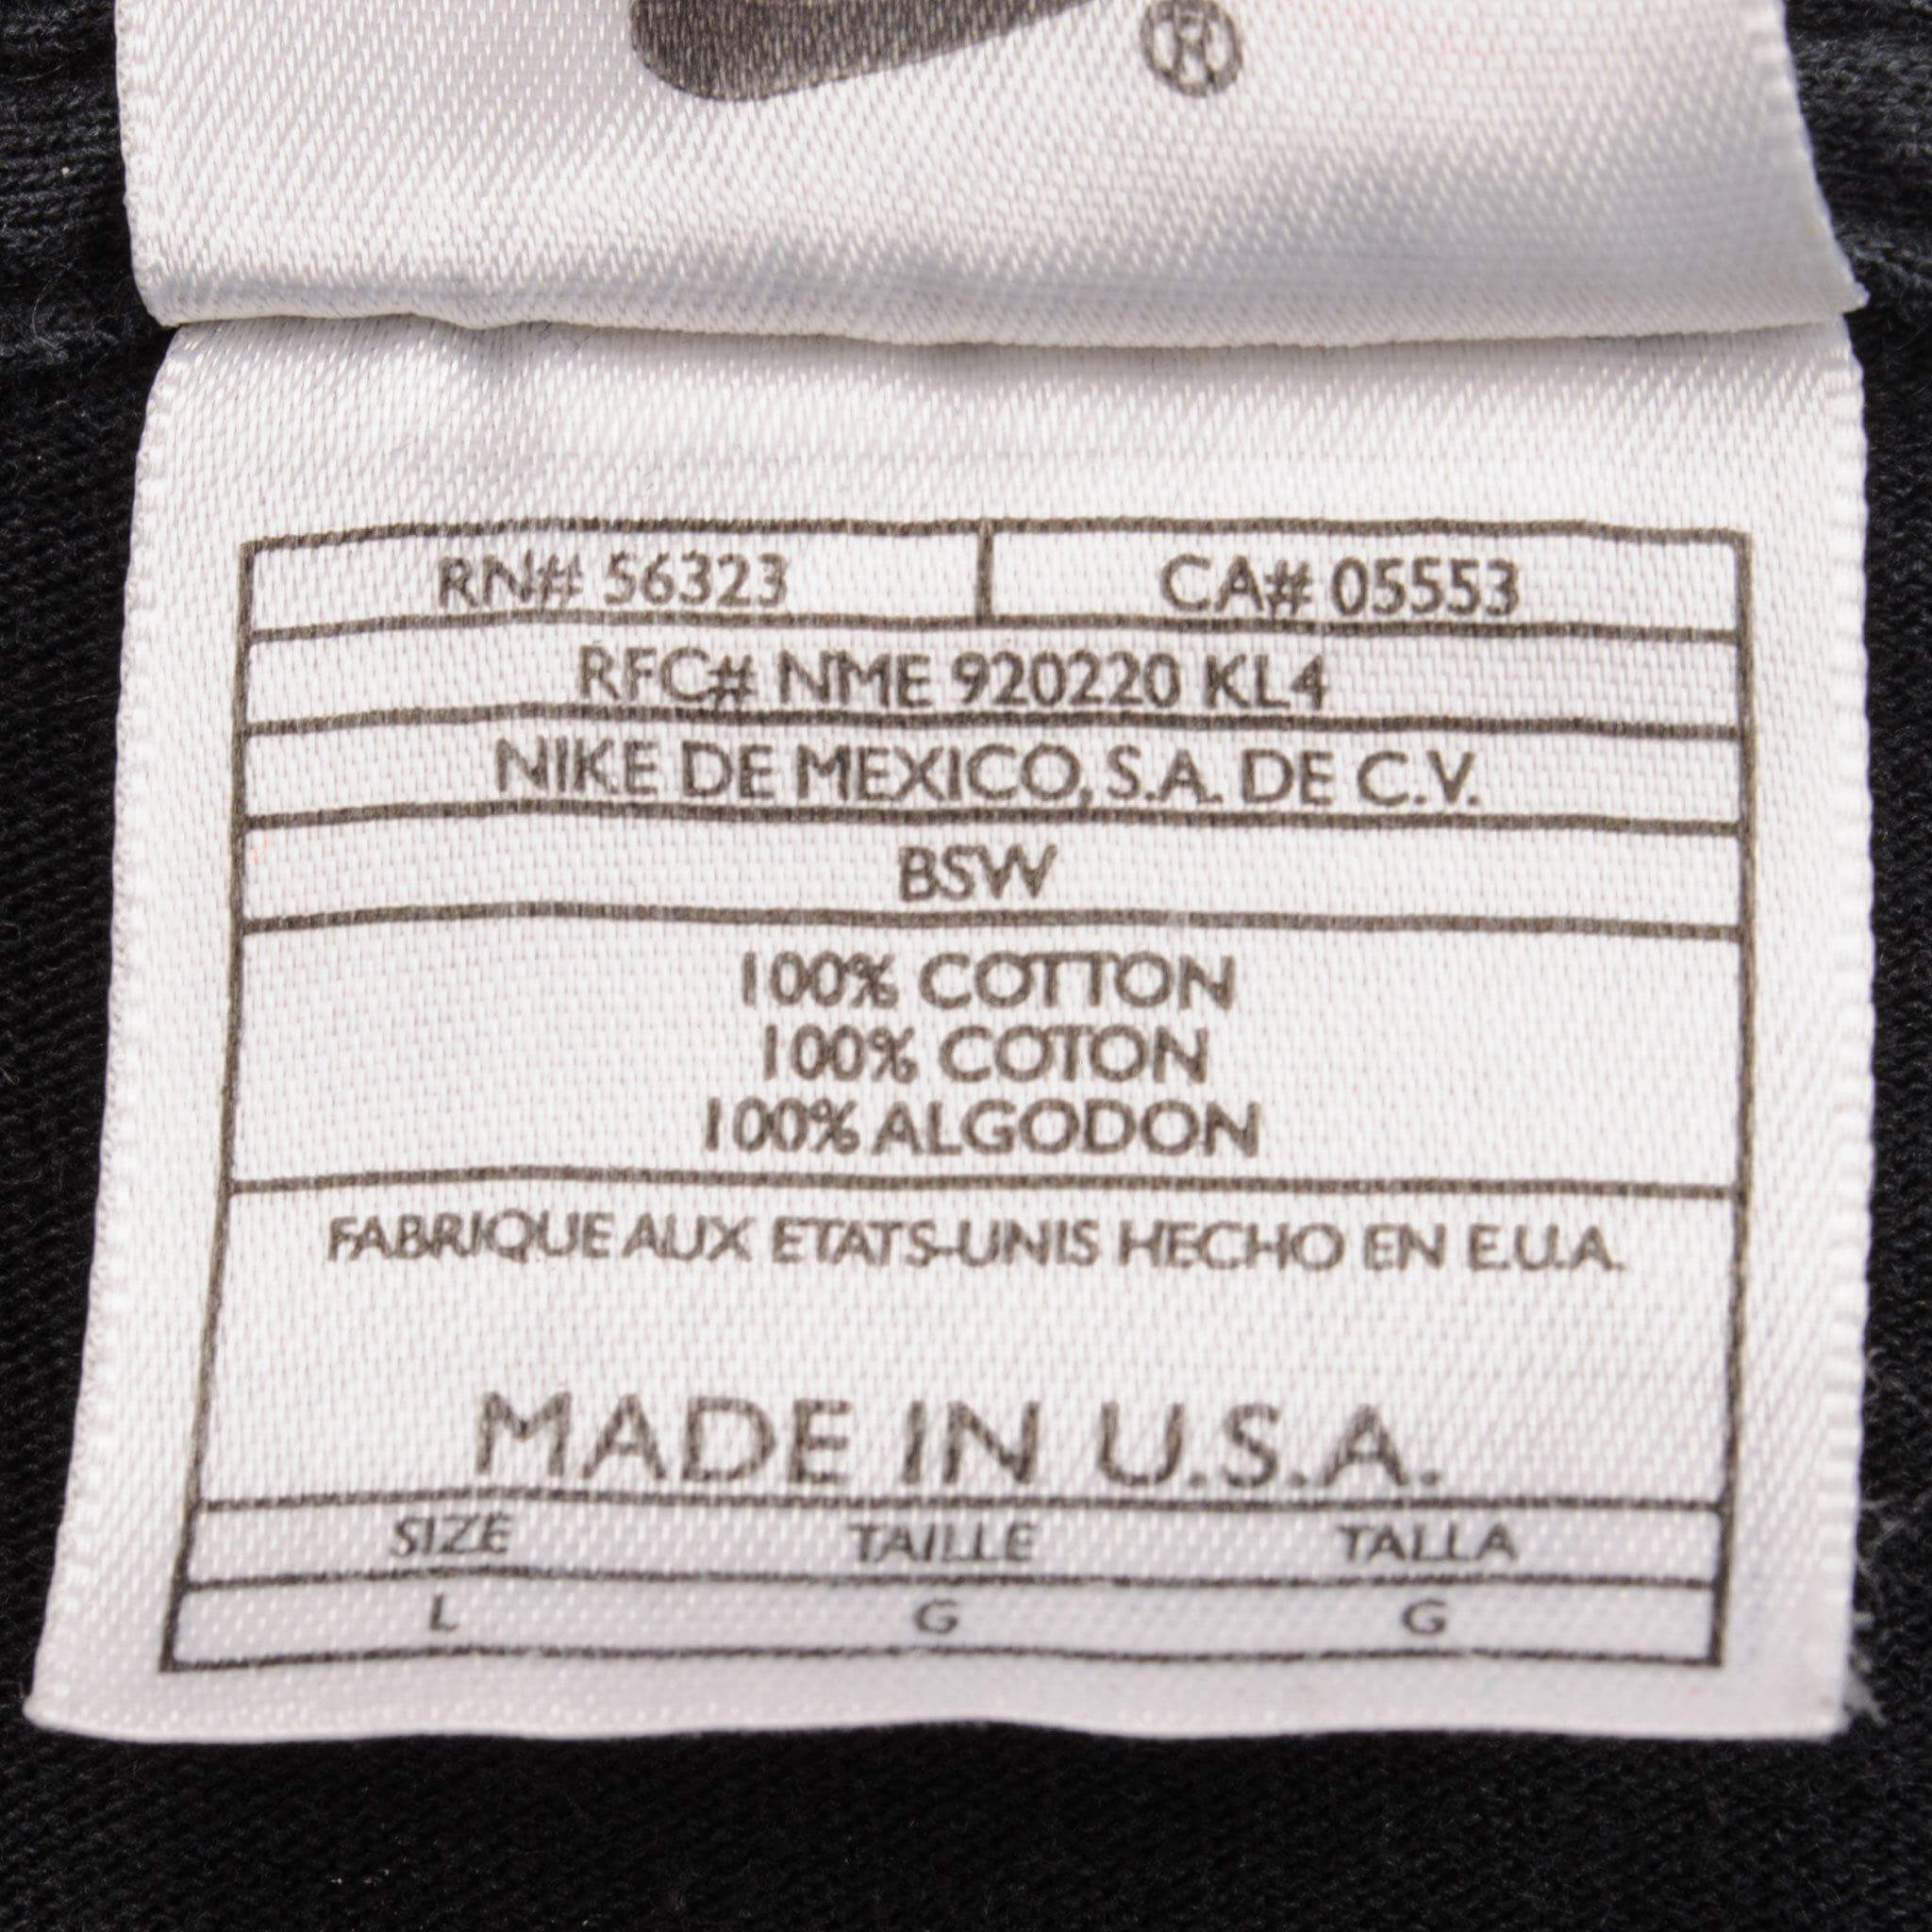 ®
RN# 56323 CA# 05553
RFC# NME 920220 KL4
NIKE DE MEXICO, S.A. DE C.V.
BSW
100% COTTON
100% COTON
100% ALGODON
FABRIQUE AUX ETATS-UNIS HECHO EN E.U.A.
MADE IN U.S.A.
SIZE TAILLE TALLA
L G G